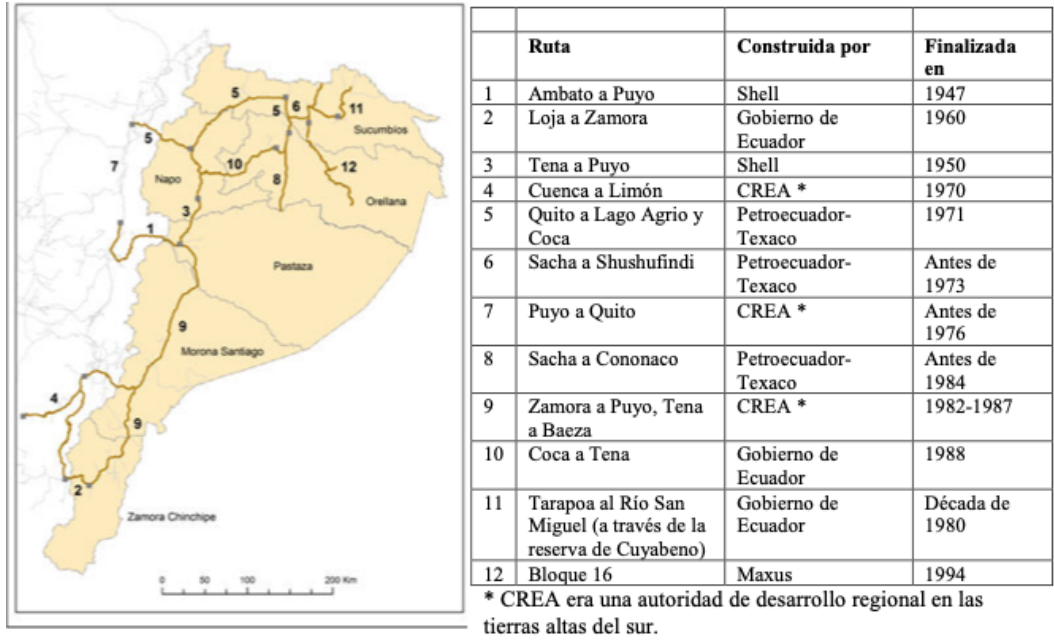 5
5
6
11
Sucumbíos
5
10
12
7
Napo
8
Orellana
3
1
Pastaza
9
Morona Santiago
4
9
2
Zamora Chinchipe
0 50 100 200 Km
Ruta Construida por Finalizada
en
1 Ambato a Puyo Shell 1947
2 Loja a Zamora Gobierno de 1960
Ecuador
3 Tena a Puyo Shell 1950
4 Cuenca a Limón CREA * 1970
5 Quito a Lago Agrio y Petroecuador- 1971
Coca Texaco
6 Sacha a Shushufindi Petroecuador- Antes de
Texaco 1973
7 Puyo a Quito CREA * Antes de
1976
8 Sacha a Cononaco Petroecuador- Antes de
Texaco 1984
9 Zamora a Puyo, Tena CREA * 1982-1987
a Baeza
10 Coca a Tena Gobierno de 1988
Ecuador
11 Tarapoa al Río San Gobierno de Década de
Miguel (a través de la Ecuador 1980
reserva de Cuyabeno)
12 Bloque 16 Maxus 1994
* CREA era una autoridad de desarrollo regional en las
tierras altas del sur.